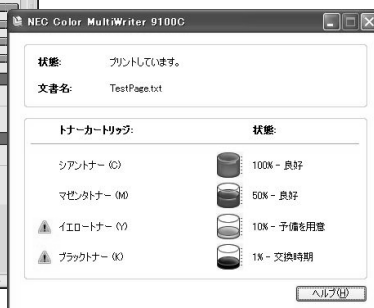 NEC Color MultiWriter 9100C
状態: プリントしています。
文書名: TestPage.txt
トナーカートリッジ: 状態:
シアントナー (C) 100% - 良好
マゼンタトナー (M) 50% - 良好
イエロートナー (Y) 10% - 予備を用意
ブラックトナー (K) 1% - 交換時期
ヘルプ(H)